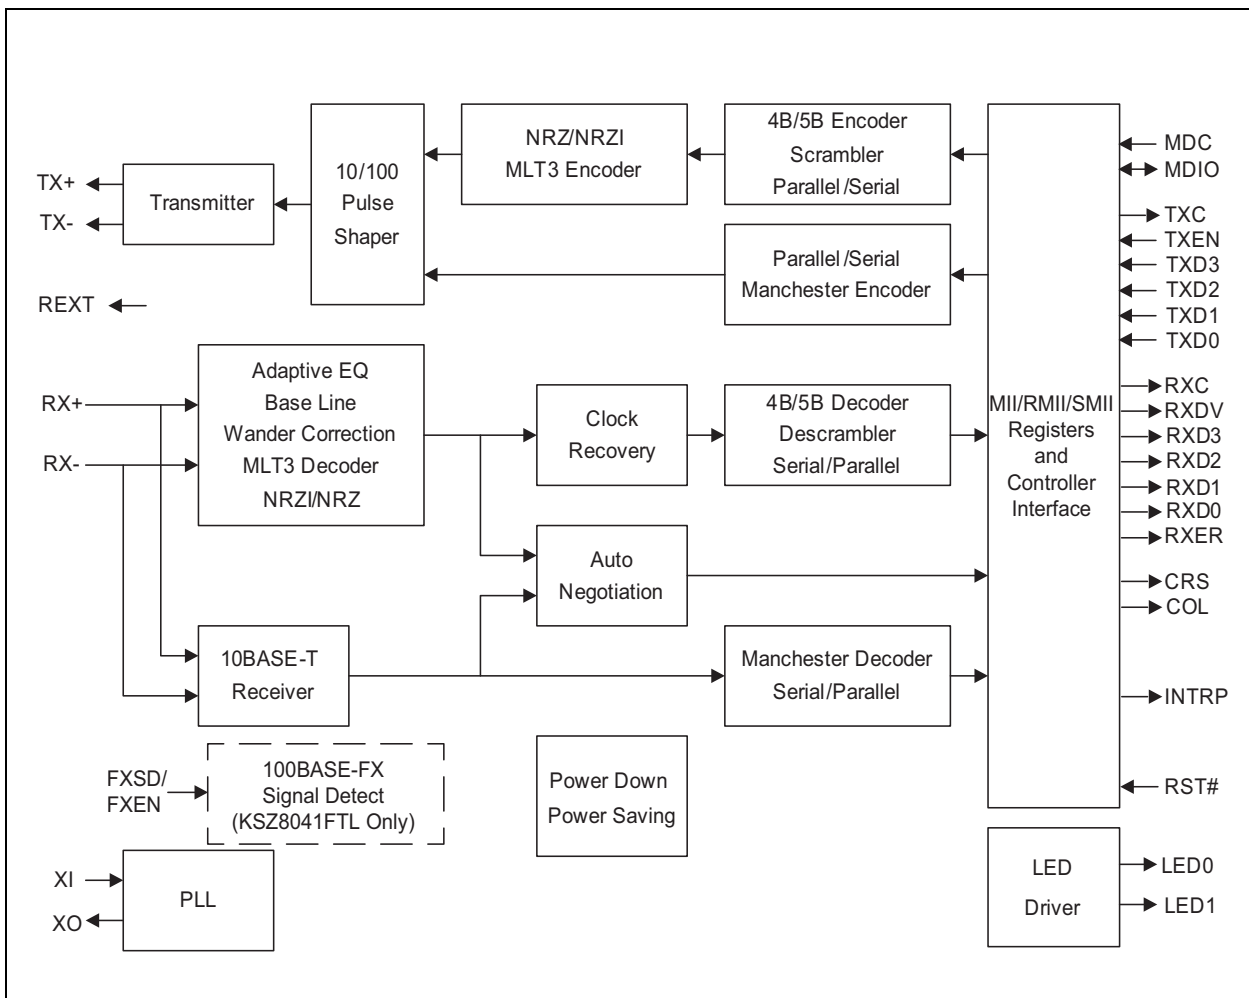 TX+
TX-
REXT
RX+
RX-
FXSD/
FXEN
XI
XO
Transmitter
10/100
Pulse
Shaper
NRZ/NRZI
MLT3 Encoder
4B/5B Encoder
Scrambler
Parallel/Serial
Parallel/Serial
Manchester Encoder
Adaptive EQ
Base Line
Wander Correction
MLT3 Decoder
NRZI/NRZ
Clock
Recovery
4B/5B Decoder
Descrambler
Serial/Parallel
Auto
Negotiation
10BASE-T
Receiver
Manchester Decoder
Serial/Parallel
100BASE-FX
Signal Detect
(KSZ8041FTL Only)
Power Down
Power Saving
PLL
MII/RMII/SMII
Registers
and
Controller
Interface
LED
Driver
MDC
MDIO
TXC
TXEN
TXD3
TXD2
TXD1
TXD0
RXC
RXDV
RXD3
RXD2
RXD1
RXD0
RXER
CRS
COL
INTRP
RST#
LED0
LED1